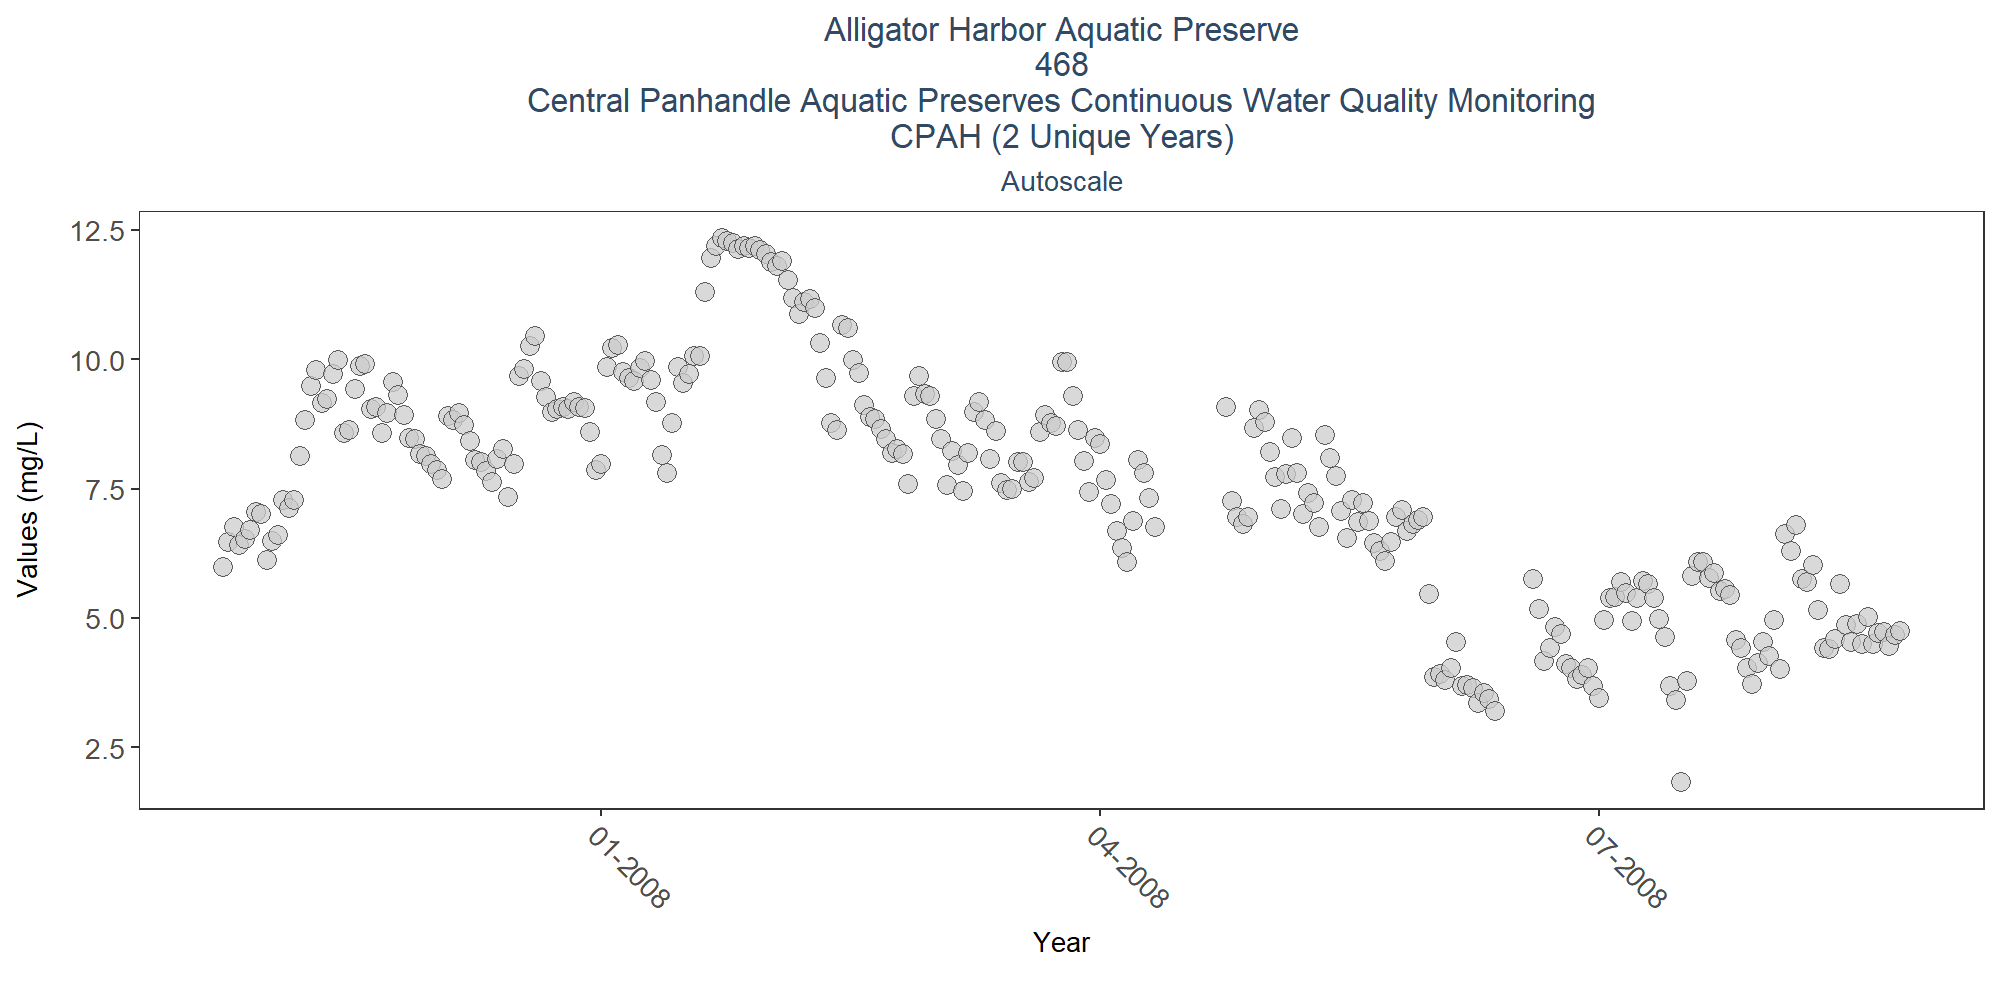 Alligator Harbor Aquatic Preserve
468
Central Panhandle Aquatic Preserves Continuous Water Quality Monitoring
CPAH (2 Unique Years)
Autoscale
12.5
10.0
7.5
5.0
2.5
Values (mg/L)
01-2008
04-2008
07-2008
Year